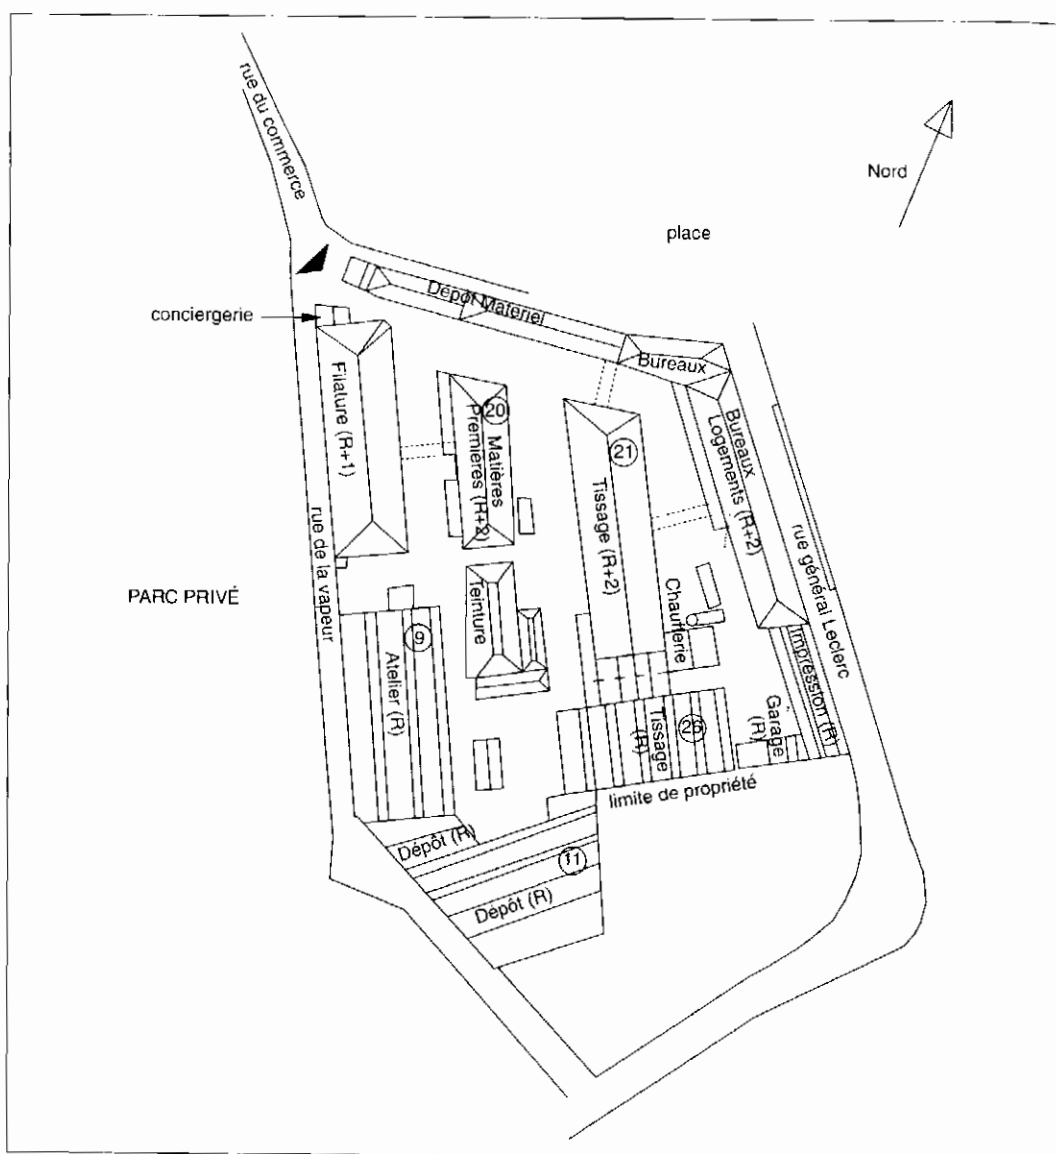 rue du commerce
Nord
place
conciergerie
Dépôt Matériel
Bureaux
Filature (R+1)
20
Matières
Premières (R+2)
21
Tissage (R+2)
Bureaux
Logements (R+2)
rue de la vapeur
rue général Leclerc
PARC PRIVÉ
Teinture
Chaufferie
9
Atelier (R)
Impression (R)
Garage
(R)
Tissage
(R)
26
limite de propriété
Dépôt (R)
11
Dépôt (R)